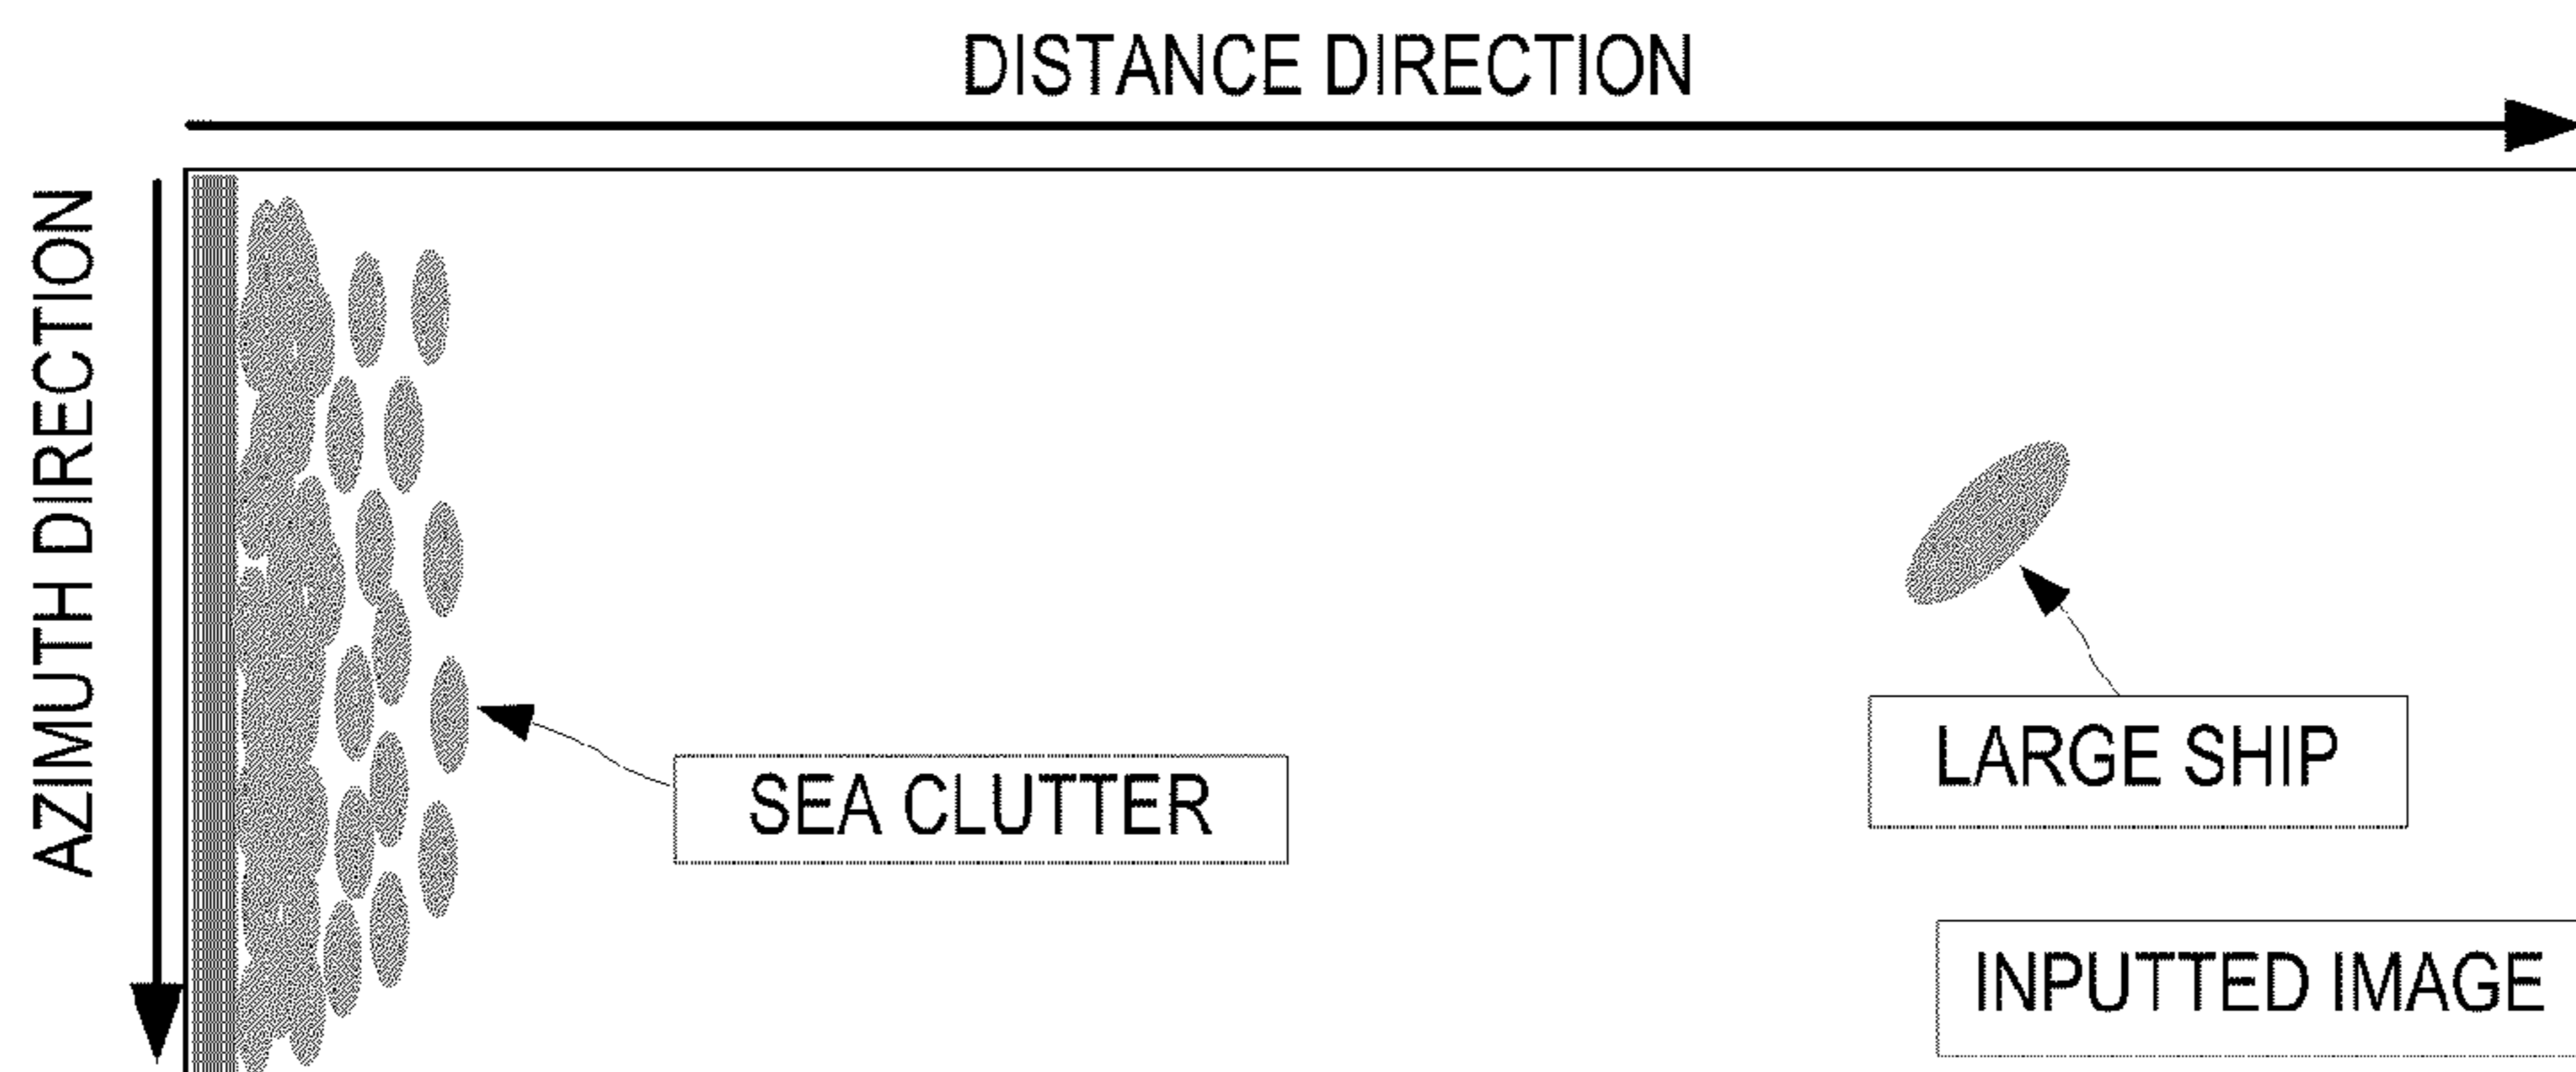 DISTANCE DIRECTION
AZIMUTH DIRECTION
LARGE SHIP
SEA CLUTTER
INPUTTED IMAGE